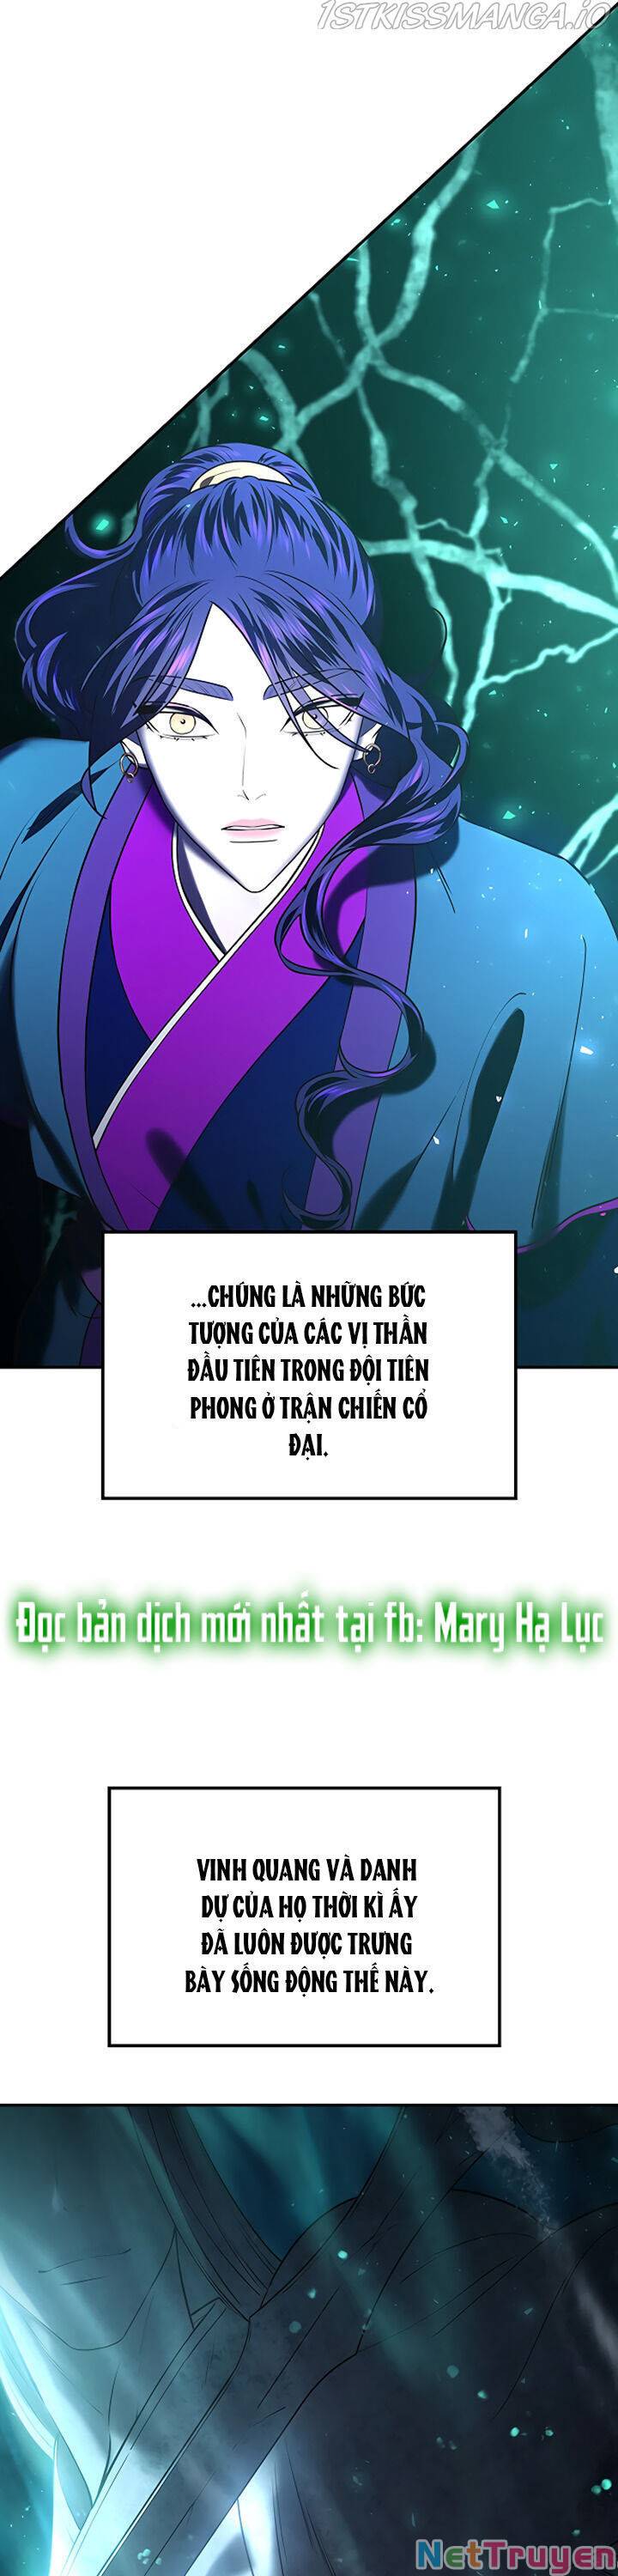 1STKISSMANGA.IO
...CHÚNG LÀ NHỮNG BỨC
TƯỢNG CỦA CÁC VỊ THẦN
ĐẦU TIÊN TRONG ĐỘI TIÊN
PHONG Ở TRẬN CHIẾN CỔ
ĐẠI.
Đọc bản dịch mới nhất tại fb: Mary Hạ Lục
VINH QUANG VÀ DANH
DỰ CỦA HỌ THỜI KÌ ẤY
ĐÃ LUÔN ĐƯỢC TRƯNG
BÀY SỐNG ĐỘNG THẾ NÀY.
NetTruyen